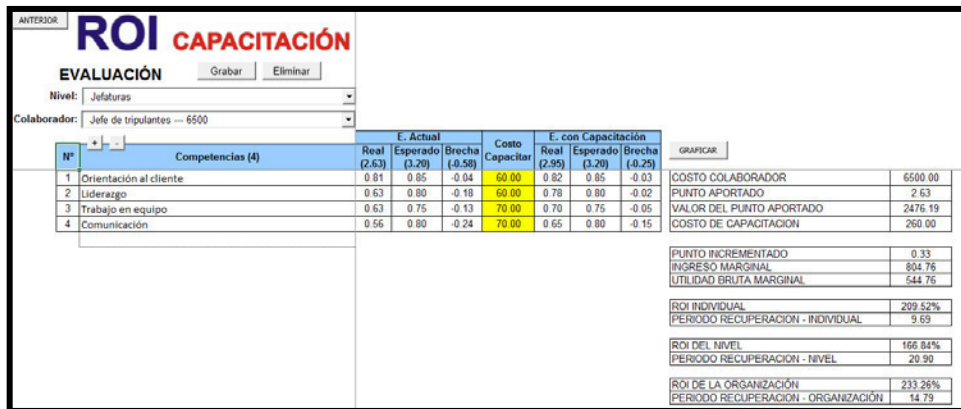 ANTERIOR
ROI CAPACITACIÓN
EVALUACIÓN Grabar Eliminar
Nivel: Jefaturas
Colaborador: Jefe de tripulantes --- 6500
+ -
E. Actual Costo Capacitar E. con Capacitación
N° Competencias (4) Real (2.63) Esperado (3.20) Brecha (-0.58) Real (2.95) Esperado (3.20) Brecha (-0.25) GRAFICAR
1 Orientación al cliente 0.81 0.85 -0.04 60.00 0.82 0.85 -0.03
2 Liderazgo 0.63 0.80 -0.18 60.00 0.78 0.80 -0.02
3 Trabajo en equipo 0.63 0.75 -0.13 70.00 0.70 0.75 -0.05
4 Comunicación 0.56 0.80 -0.24 70.00 0.65 0.80 -0.15
COSTO COLABORADOR 6500.00
PUNTO APORTADO 2.63
VALOR DEL PUNTO APORTADO 2476.19
COSTO DE CAPACITACION 260.00
PUNTO INCREMENTADO 0.33
INGRESO MARGINAL 804.76
UTILIDAD BRUTA MARGINAL 544.76
ROI INDIVIDUAL 209.52%
PERIODO RECUPERACION - INDIVIDUAL 9.69
ROI DEL NIVEL 166.84%
PERIODO RECUPERACION - NIVEL 20.90
ROI DE LA ORGANIZACIÓN 233.26%
PERIODO RECUPERACION - ORGANIZACIÓN 14.79